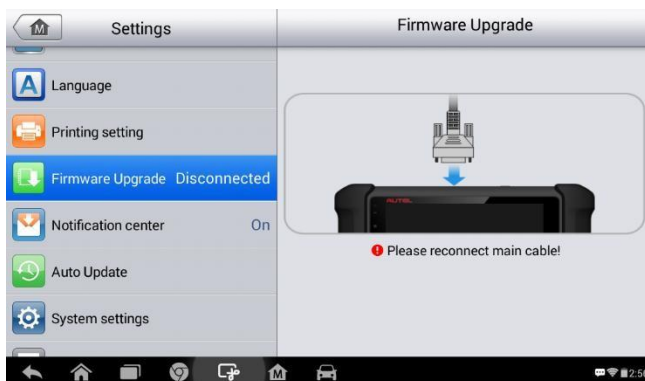 Settings
Firmware Upgrade
Language
Printing setting
Firmware Upgrade Disconnected
Notification center On
Auto Update
System settings
AUTEL
Please reconnect main cable!